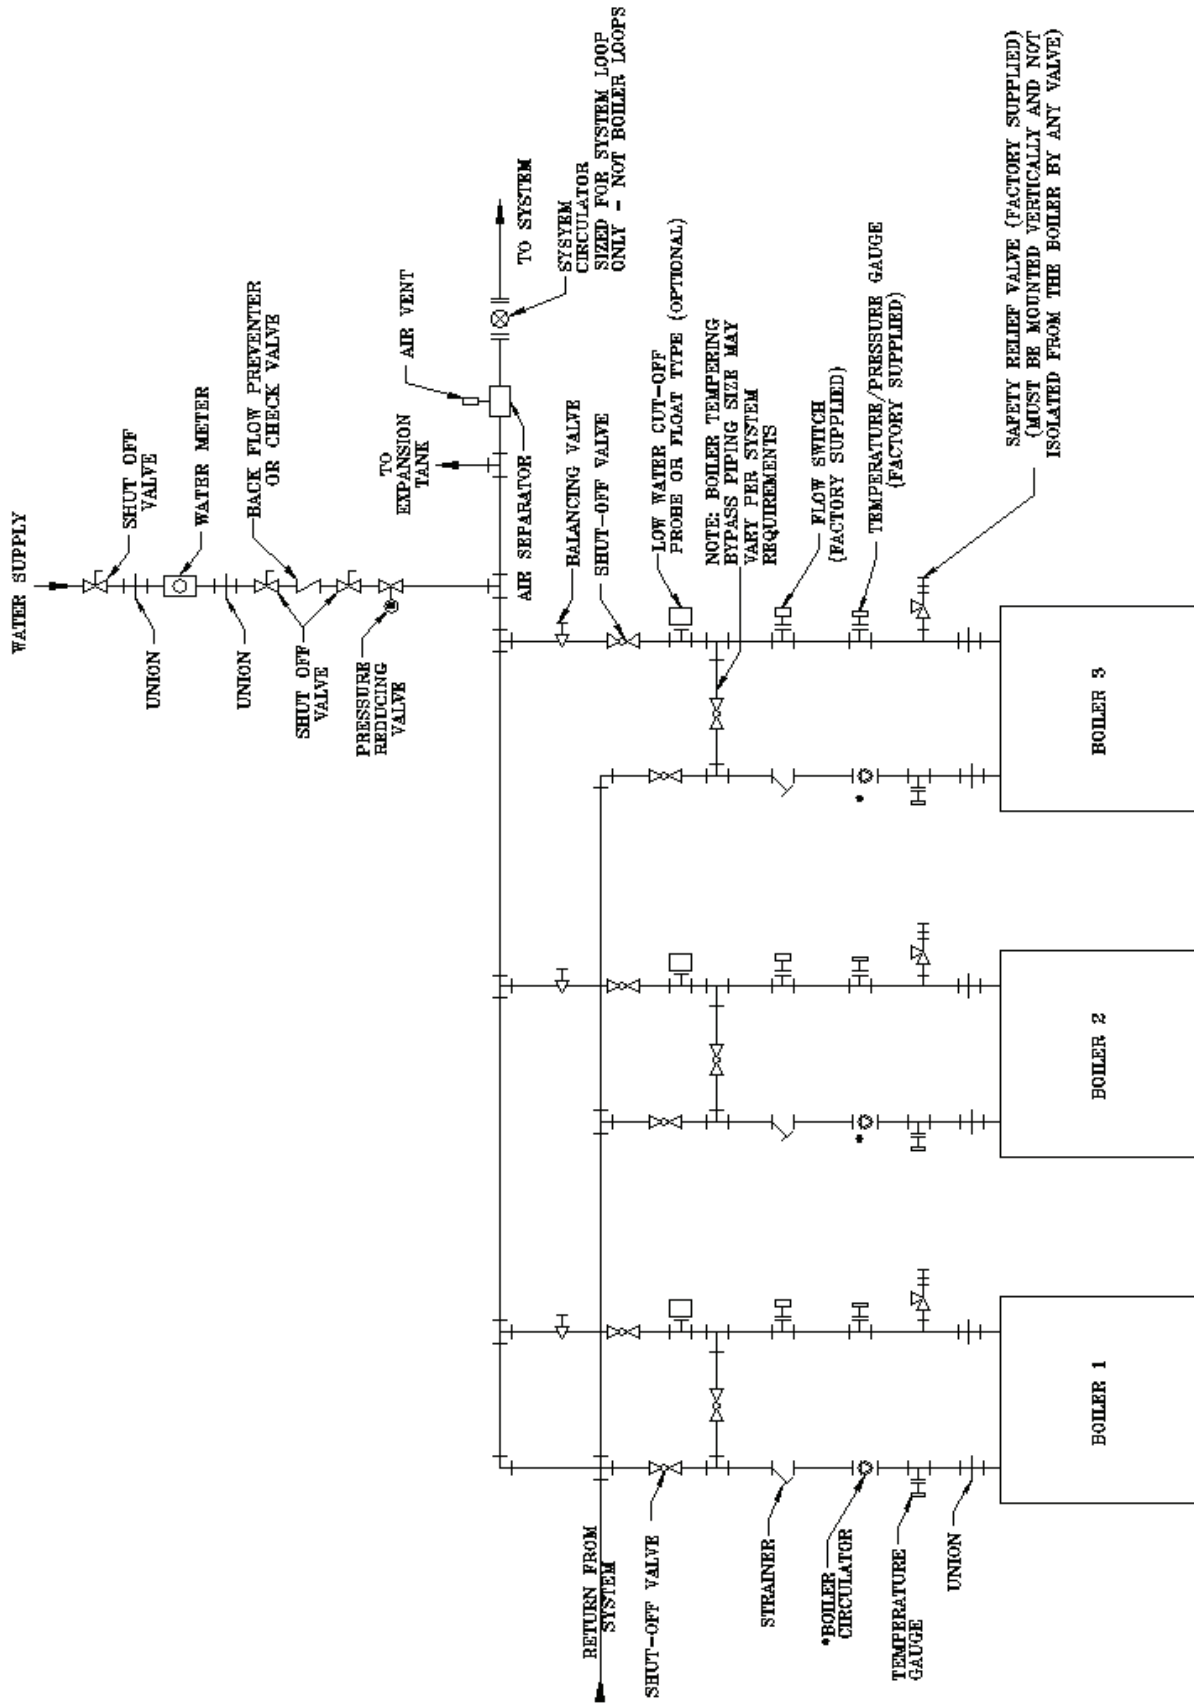 WATER SUPPLY
SHUT OFF
VALVE
UNION
WATER METER
UNION
BACK FLOW PREVENTER
OR CHECK VALVE
SHUT OFF
VALVE
PRESSURE
REDUCING
VALVE
TO
EXPANSION
TANK
AIR VENT
AIR SEPARATOR
TO SYSTEM
SYSYEM
CIRCULATOR
SIZED FOR SYSTEM LOOP
ONLY - NOT BOILER LOOPS
BALANCING VALVE
SHUT-OFF VALVE
LOW WATER CUT-OFF
PROBE OR FLOAT TYPE (OPTIONAL)
NOTE: BOILER TEMPERING
BYPASS PIPING SIZE MAY
VARY PER SYSTEM
REQUIREMENTS
FLOW SWITCH
(FACTORY SUPPLIED)
TEMPERATURE/PRESSURE GAUGE
(FACTORY SUPPLIED)
SAFETY RELIEF VALVE (FACTORY SUPPLIED)
(MUST BE MOUNTED VERTICALLY AND NOT
ISOLATED FROM THE BOILER BY ANY VALVE)
RETURN FROM
SYSTEM
SHUT-OFF VALVE
STRAINER
*BOILER
CIRCULATOR
TEMPERATURE
GAUGE
UNION
*
*
BOILER 1
BOILER 2
BOILER 3